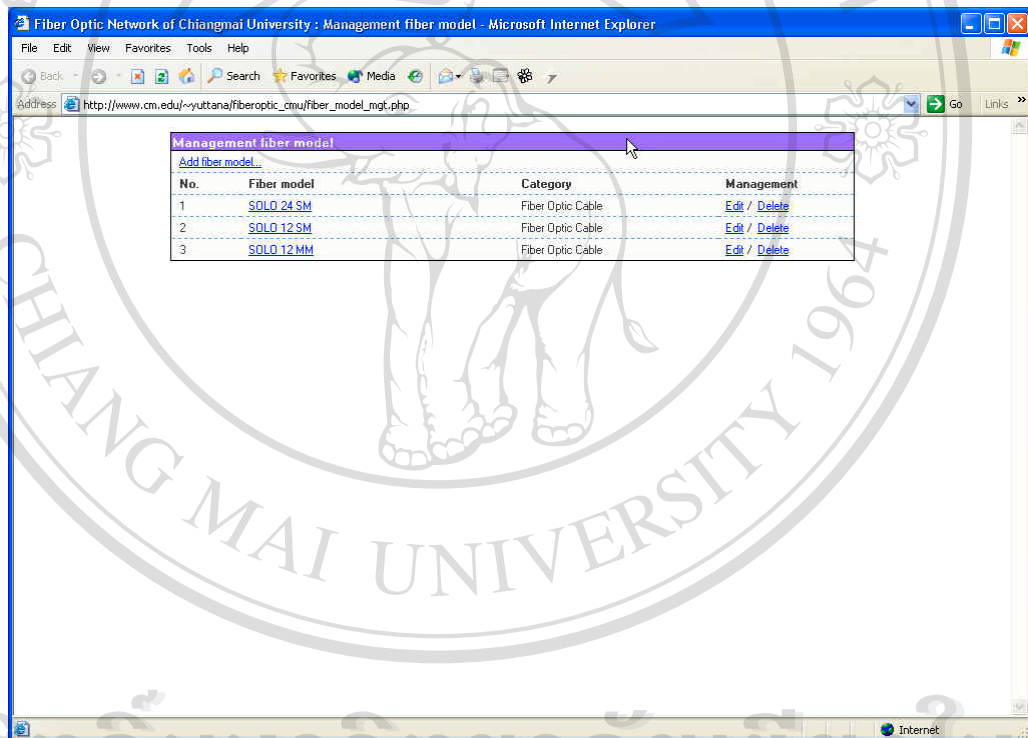 Fiber Optic Network of Chiangmai University : Management fiber model - Microsoft Internet Explorer
File Edit View Favorites Tools Help
Back Search Favorites Media
Address http://www.cm.edu/~yuttana/fiberoptic_cmu/fiber_model_mgt.php Go Links »
Management fiber model
Add fiber model...
No. Fiber model Category Management
1 SOLO 24 SM Fiber Optic Cable Edit / Delete
2 SOLO 12 SM Fiber Optic Cable Edit / Delete
3 SOLO 12 MM Fiber Optic Cable Edit / Delete
CHIANG MAI UNIVERSITY 1964
Internet